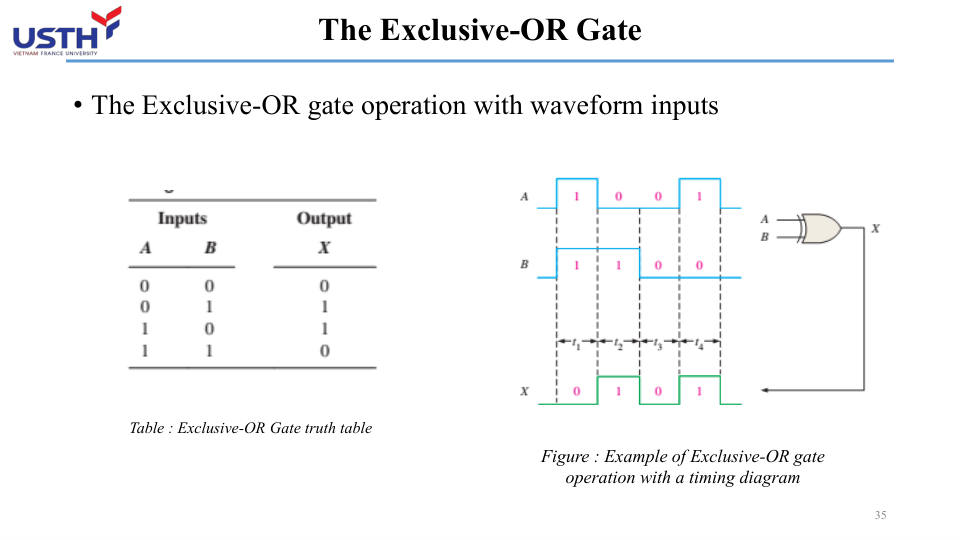 USTH
VIETNAM FRANCE UNIVERSITY
The Exclusive-OR Gate
• The Exclusive-OR gate operation with waveform inputs
Inputs Output
A B X
0 0 0
0 1 1
1 0 1
1 1 0
Table : Exclusive-OR Gate truth table
A 1 0 0 1
B 1 1 0 0
t1 t2 t3 t4
X 0 1 0 1
A
B
X
Figure : Example of Exclusive-OR gate
operation with a timing diagram
35